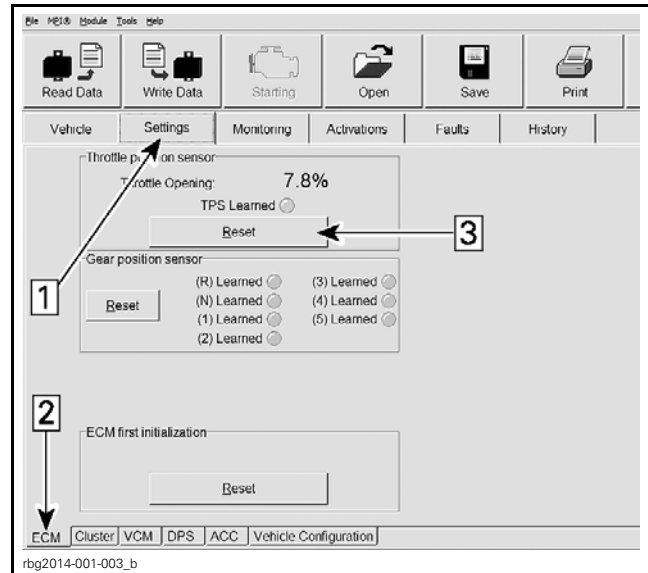 File MPI® Module Tools Help
Read Data Write Data Starting Open Save Print
Vehicle Settings Monitoring Activations Faults History
Throttle position sensor
Throttle Opening: 7.8%
TPS Learned
Reset
3
Gear position sensor
(R) Learned (3) Learned
1
Reset
(N) Learned (4) Learned
(1) Learned (5) Learned
(2) Learned
2
ECM first initialization
Reset
ECM Cluster VCM DPS ACC Vehicle Configuration
rbg2014-001-003_b